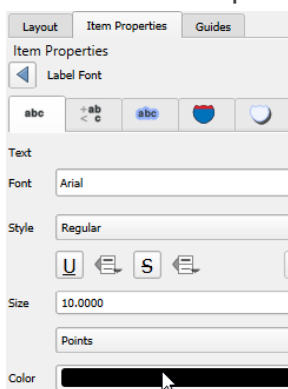 Layout Item Properties Guides
Item Properties
Label Font
abc +ab < c abc
Text
Font Arial
Style Regular
U S
Size 10.0000
Points
Color